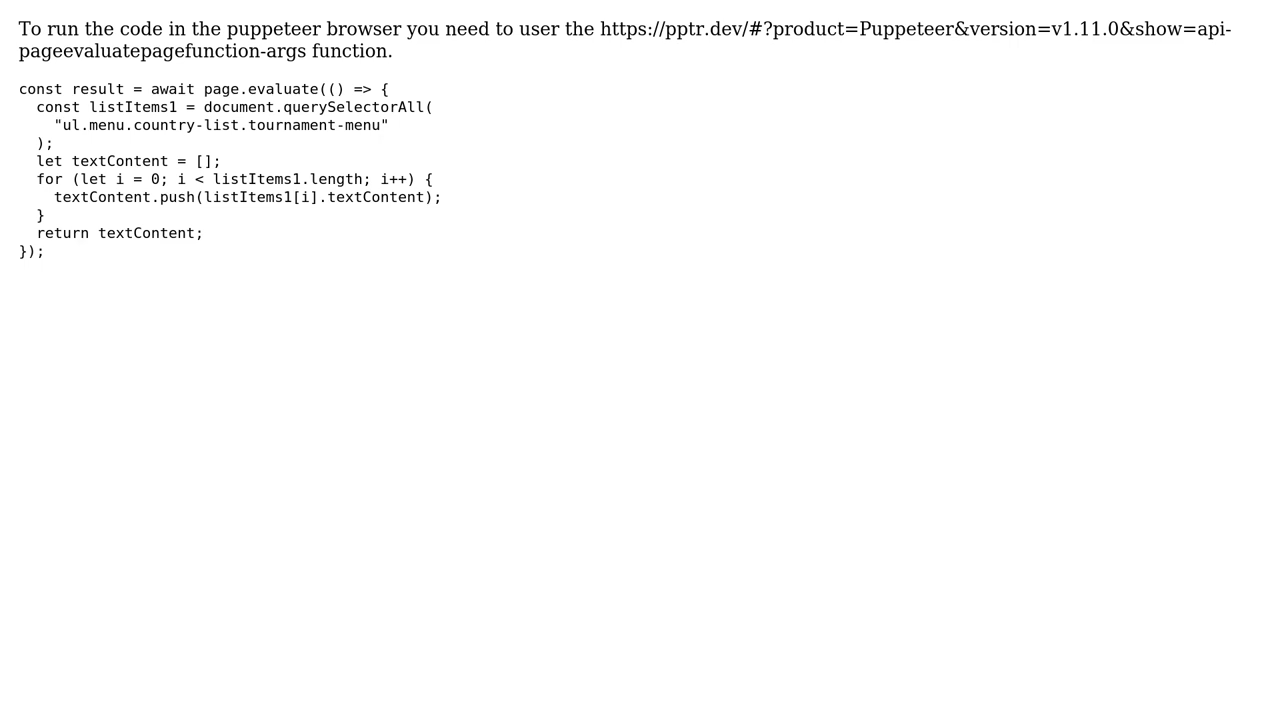 To run the code in the puppeteer browser you need to user the https://pptr.dev/#?product=Puppeteer&version=v1.11.0&show=api-
pageevaluatepagefunction-args function.
const result = await page.evaluate(() => {
  const listItems1 = document.querySelectorAll(
    "ul.menu.country-list.tournament-menu"
  );
  let textContent = [];
  for (let i = 0; i < listItems1.length; i++) {
    textContent.push(listItems1[i].textContent);
  }
  return textContent;
});